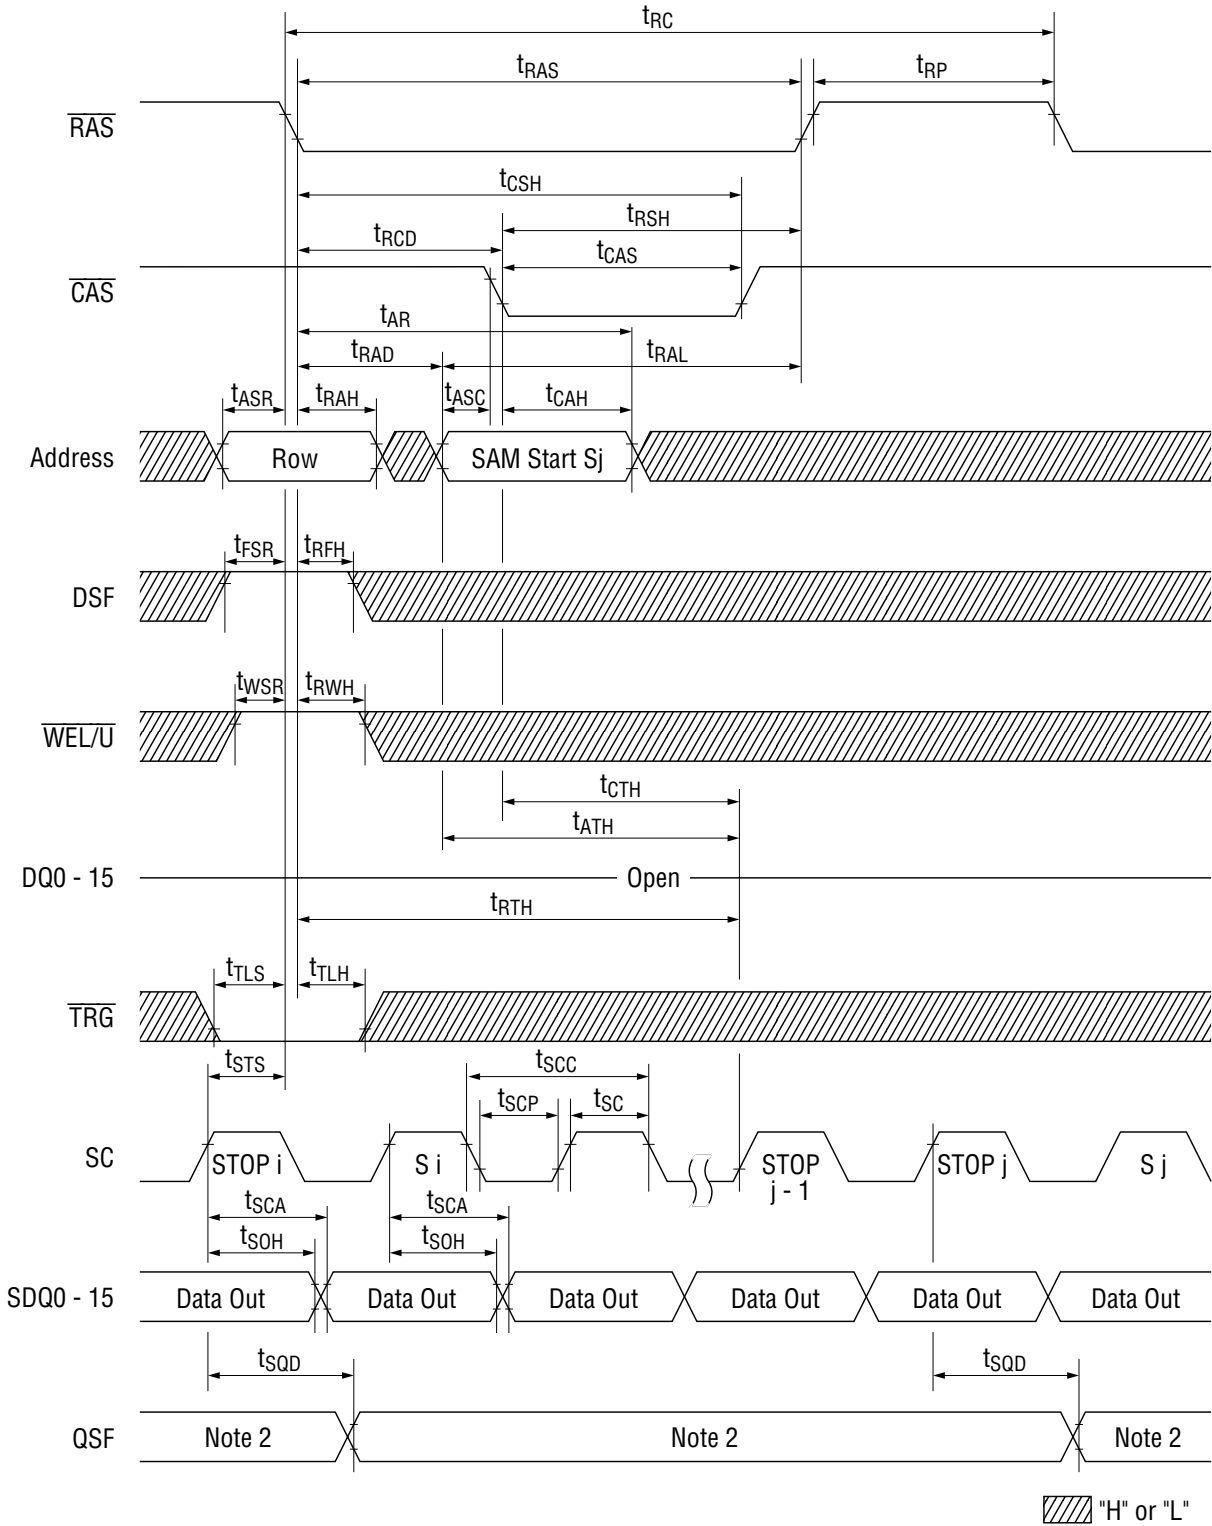 tRC
tRAS
tRP
RAS
tCSH
tRSH
tRCD
tCAS
CAS
tAR
tRAD
tRAL
tASR
tRAH
tASC
tCAH
Address
Row
SAM Start Sj
tFSR
tRFH
DSF
tWSR
tRWH
WEL/U
tCTH
tATH
DQ0 - 15
Open
tRTH
tTLS
tTLH
TRG
tSTS
tSCC
tSCP
tSC
SC
STOP i
S i
STOP
j - 1
STOP j
S j
tSCA
tSCA
tSOH
tSOH
SDQ0 - 15
Data Out
Data Out
Data Out
Data Out
Data Out
Data Out
tSQD
tSQD
QSF
Note 2
Note 2
Note 2
"H" or "L"